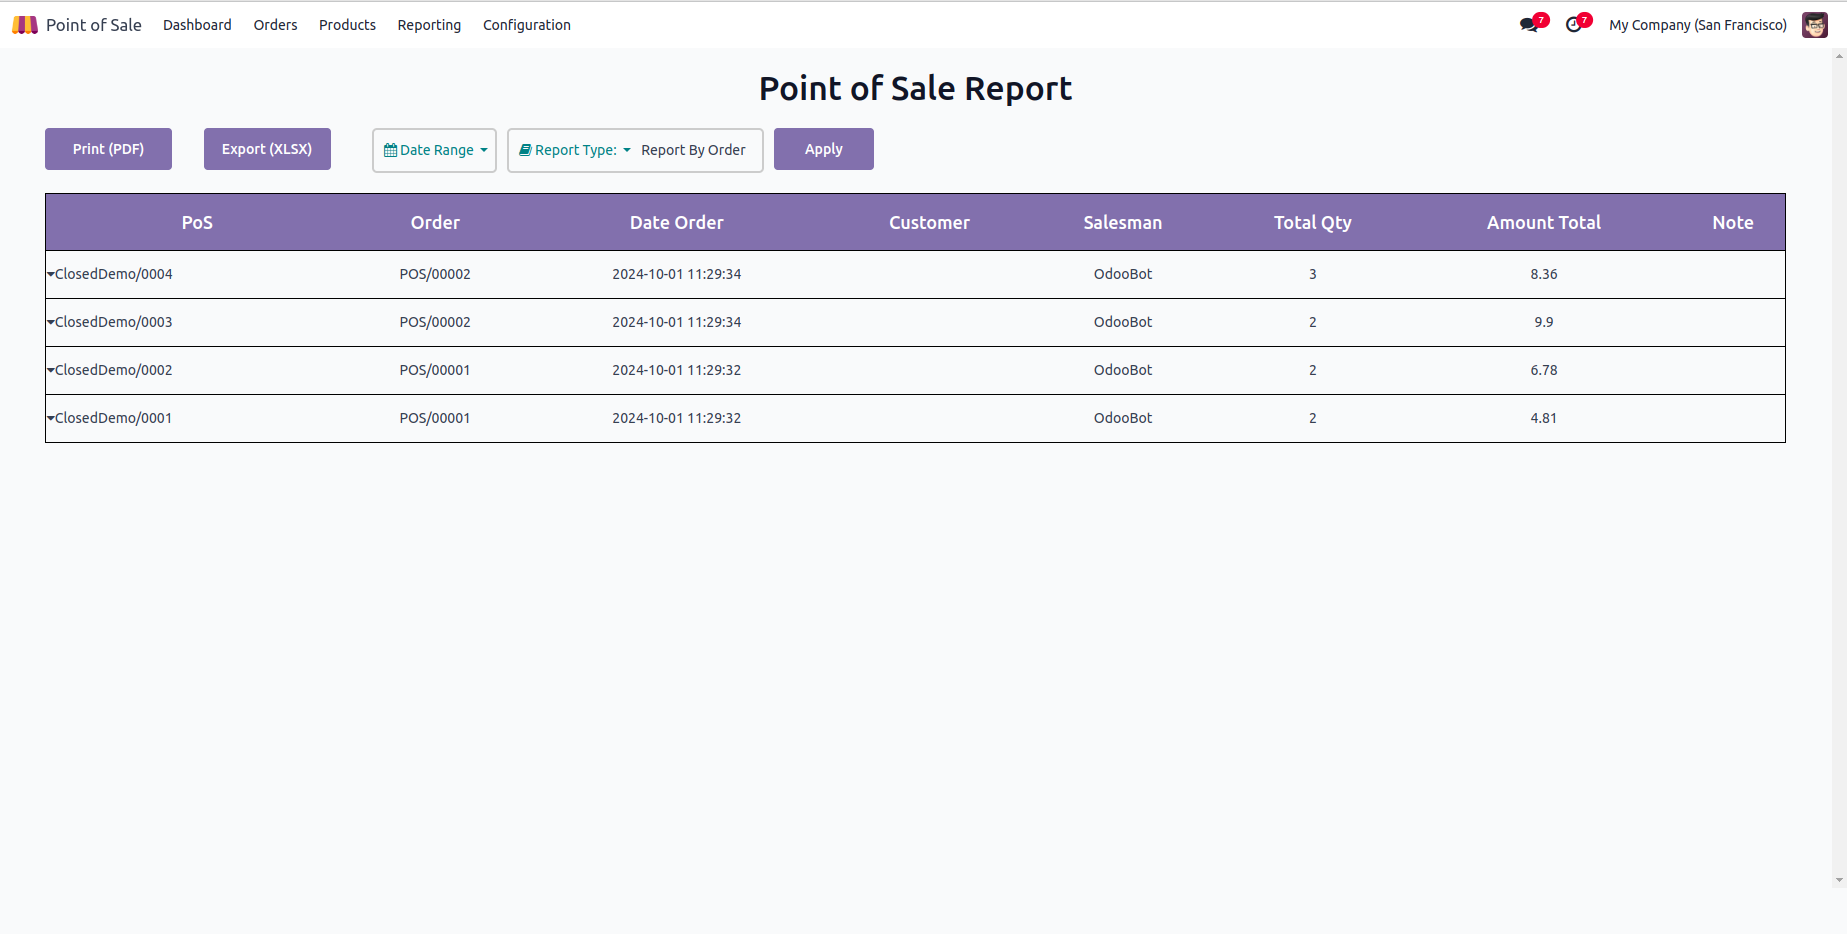 Point of Sale Dashboard Orders Products Reporting Configuration 7 7 My Company (San Francisco)
Point of Sale Report
Print (PDF) Export (XLSX) Date Range Report Type: Report By Order Apply
PoS Order Date Order Customer Salesman Total Qty Amount Total Note
ClosedDemo/0004 POS/00002 2024-10-01 11:29:34 OdooBot 3 8.36
ClosedDemo/0003 POS/00002 2024-10-01 11:29:34 OdooBot 2 9.9
ClosedDemo/0002 POS/00001 2024-10-01 11:29:32 OdooBot 2 6.78
ClosedDemo/0001 POS/00001 2024-10-01 11:29:32 OdooBot 2 4.81